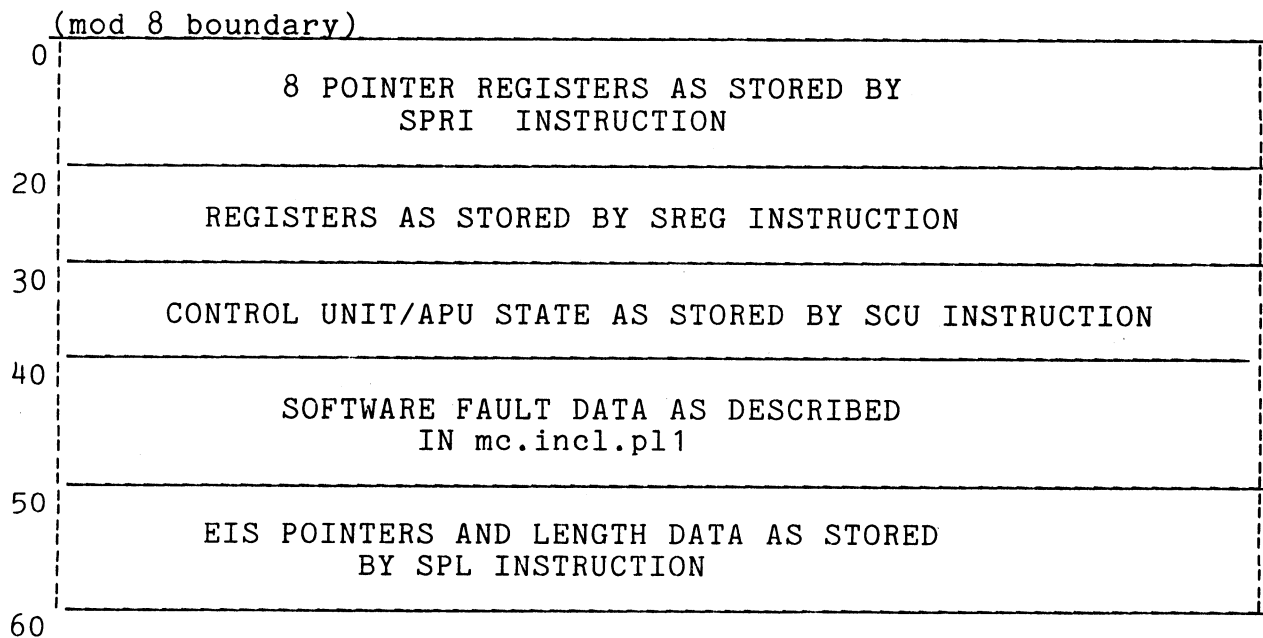 (mod 8 boundary)
0
8 POINTER REGISTERS AS STORED BY
SPRI INSTRUCTION
20
REGISTERS AS STORED BY SREG INSTRUCTION
30
CONTROL UNIT/APU STATE AS STORED BY SCU INSTRUCTION
40
SOFTWARE FAULT DATA AS DESCRIBED
IN mc.incl.pl1
50
EIS POINTERS AND LENGTH DATA AS STORED
BY SPL INSTRUCTION
60